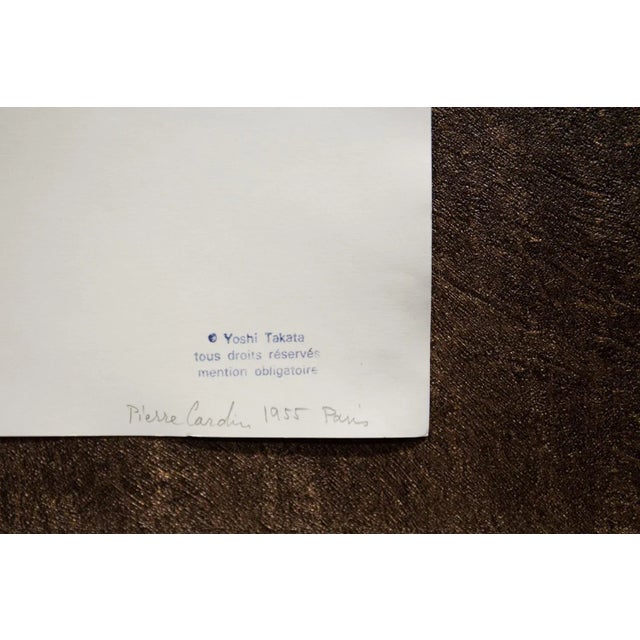 © Yoshi Takata
tous droits réservés
mention obligatoire
Pierre Cardin 1955 Paris